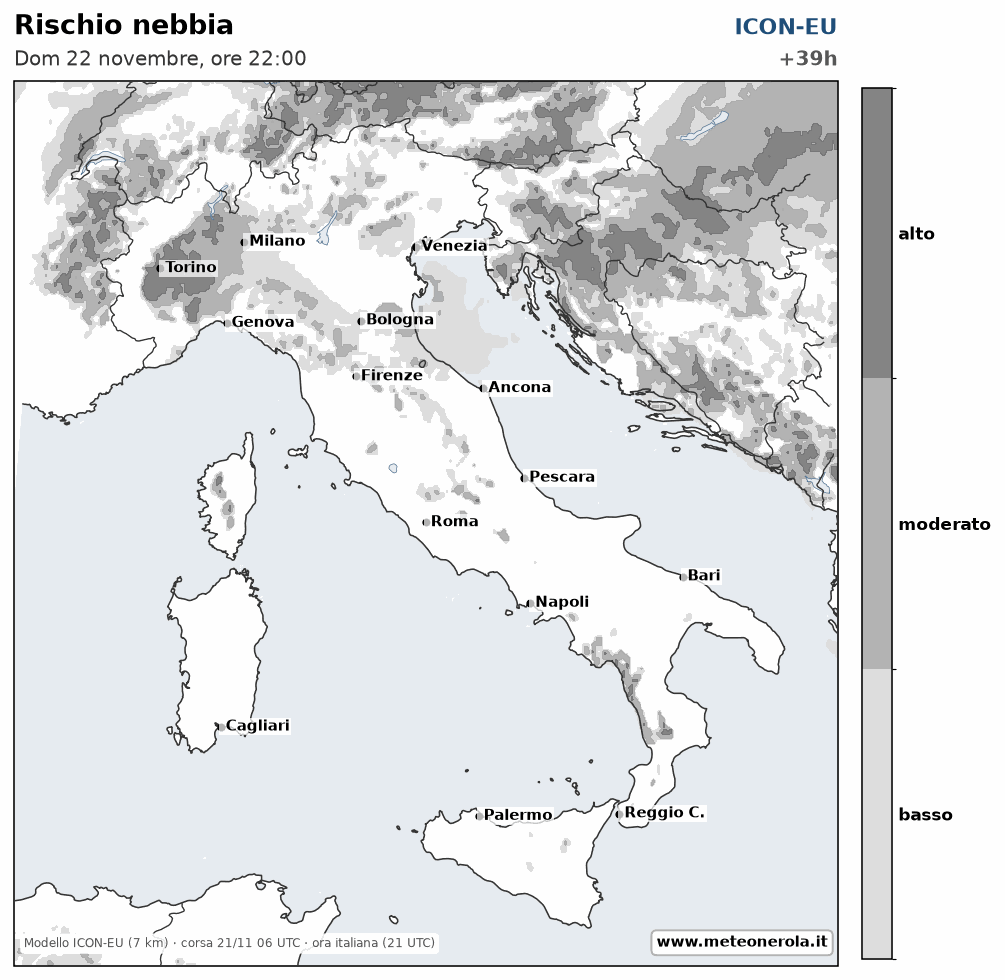 Rischio nebbia
ICON-EU
Dom 22 novembre, ore 22:00
+39h
alto
Milano
Venezia
Torino
Genova
Bologna
Firenze
Ancona
Pescara
Roma
moderato
Bari
Napoli
Cagliari
Palermo
Reggio C.
basso
Modello ICON-EU (7 km) · corsa 21/11 06 UTC · ora italiana (21 UTC)
www.meteonerola.it